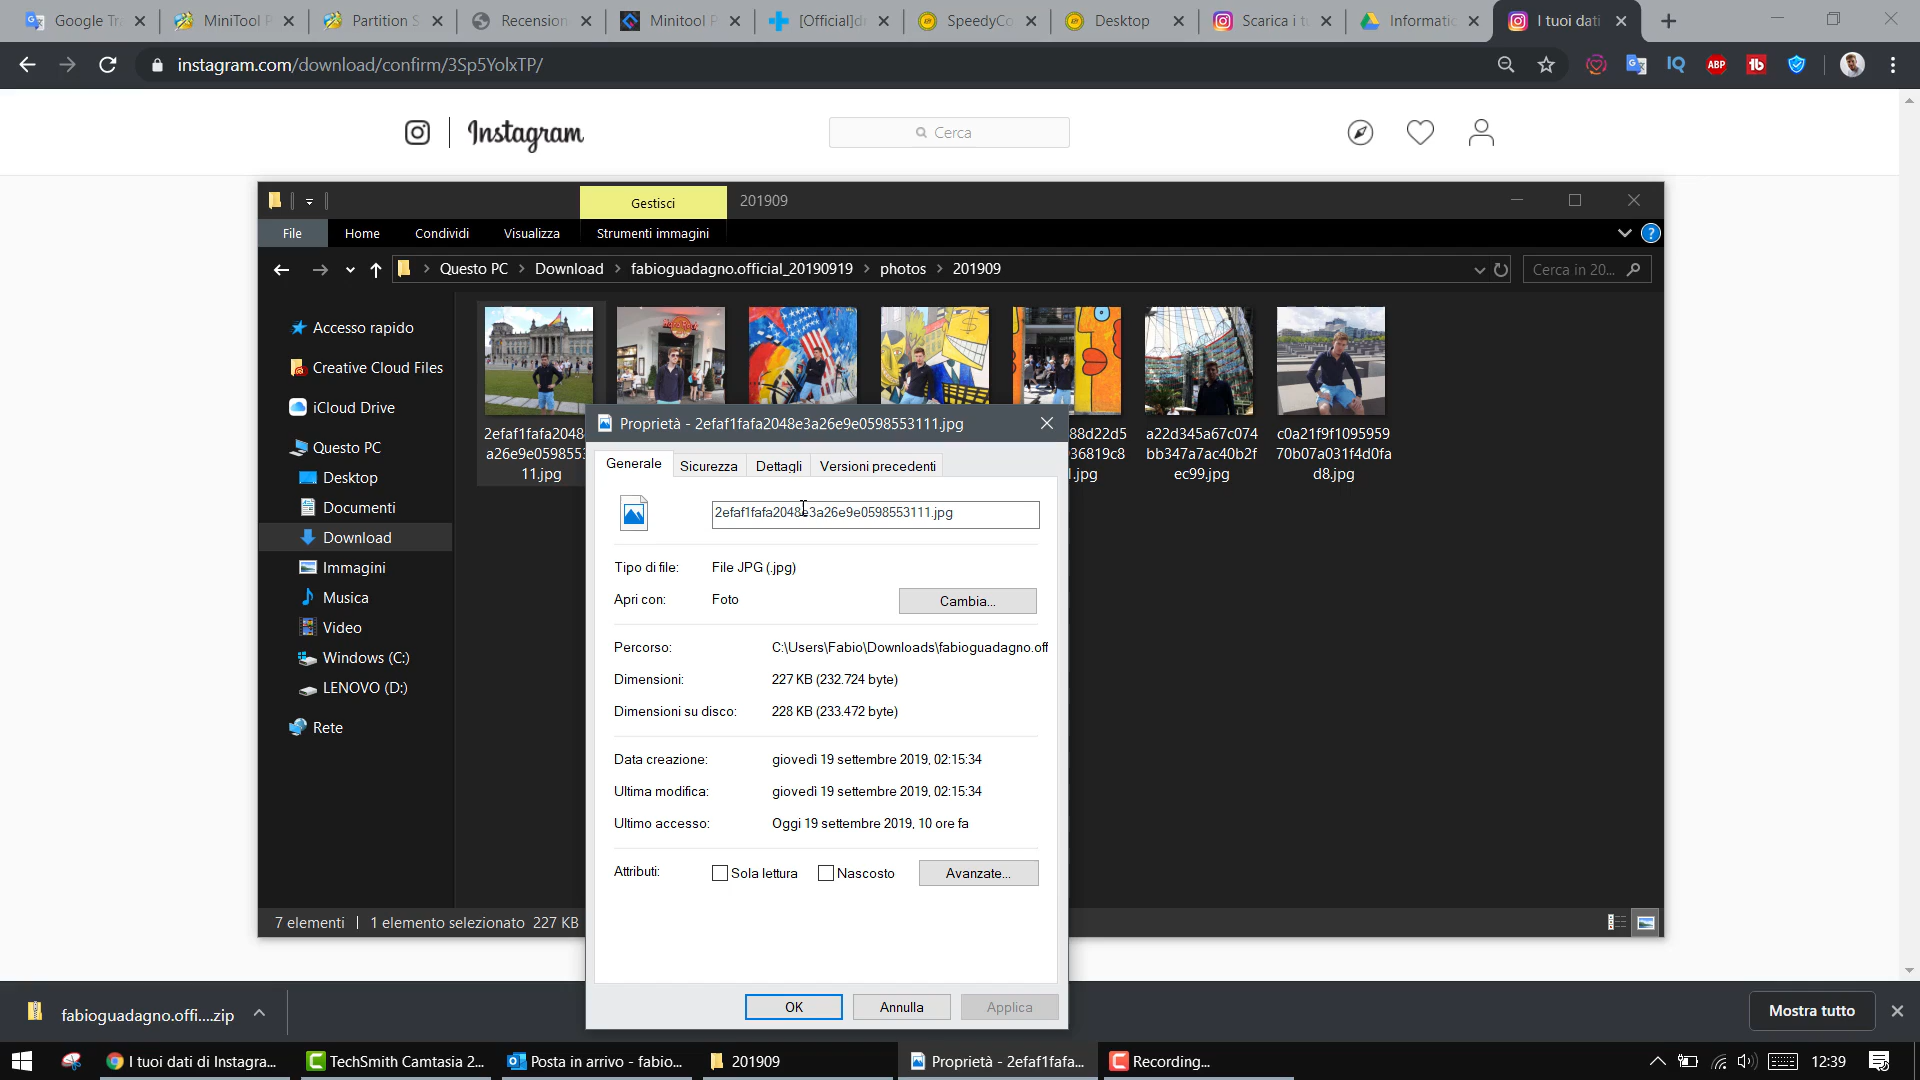 Google Tra
MiniTool P
Partition S
Recension
Minitool P
[Official]dr
SpeedyCo
Desktop
Scarica i tu
Informatic
I tuoi dati
instagram.com/download/confirm/3Sp5YolxTP/
IQ
ABP
Instagram
Cerca
Gestisci
201909
File
Home
Condividi
Visualizza
Strumenti immagini
?
Questo PC
Download
fabioguadagno.official_20190919
photos
201909
Cerca in 20...
Accesso rapido
Creative Cloud Files
iCloud Drive
Questo PC
Desktop
Documenti
Download
Immagini
Musica
Video
Windows (C:)
LENOVO (D:)
Rete
2efaf1fafa2048
a26e9e059855
11.jpg
88d22d5
36819c8
.jpg
a22d345a67c074
bb347a7ac40b2f
ec99.jpg
c0a21f9f1095959
70b07a031f4d0fa
d8.jpg
Proprietà - 2efaf1fafa2048e3a26e9e0598553111.jpg
Generale
Sicurezza
Dettagli
Versioni precedenti
2efaf1fafa2048e3a26e9e0598553111.jpg
Tipo di file: File JPG (.jpg)
Apri con: Foto
Cambia...
Percorso: C:\Users\Fabio\Downloads\fabioguadagno.off
Dimensioni: 227 KB (232.724 byte)
Dimensioni su disco: 228 KB (233.472 byte)
Data creazione: giovedì 19 settembre 2019, 02:15:34
Ultima modifica: giovedì 19 settembre 2019, 02:15:34
Ultimo accesso: Oggi 19 settembre 2019, 10 ore fa
Attributi: Sola lettura Nascosto Avanzate...
7 elementi
1 elemento selezionato 227 KB
OK
Annulla
Applica
fabioguadagno.offi....zip
Mostra tutto
I tuoi dati di Instagra...
TechSmith Camtasia 2...
Posta in arrivo - fabio...
201909
Proprietà - 2efaf1fafa...
Recording...
12:39